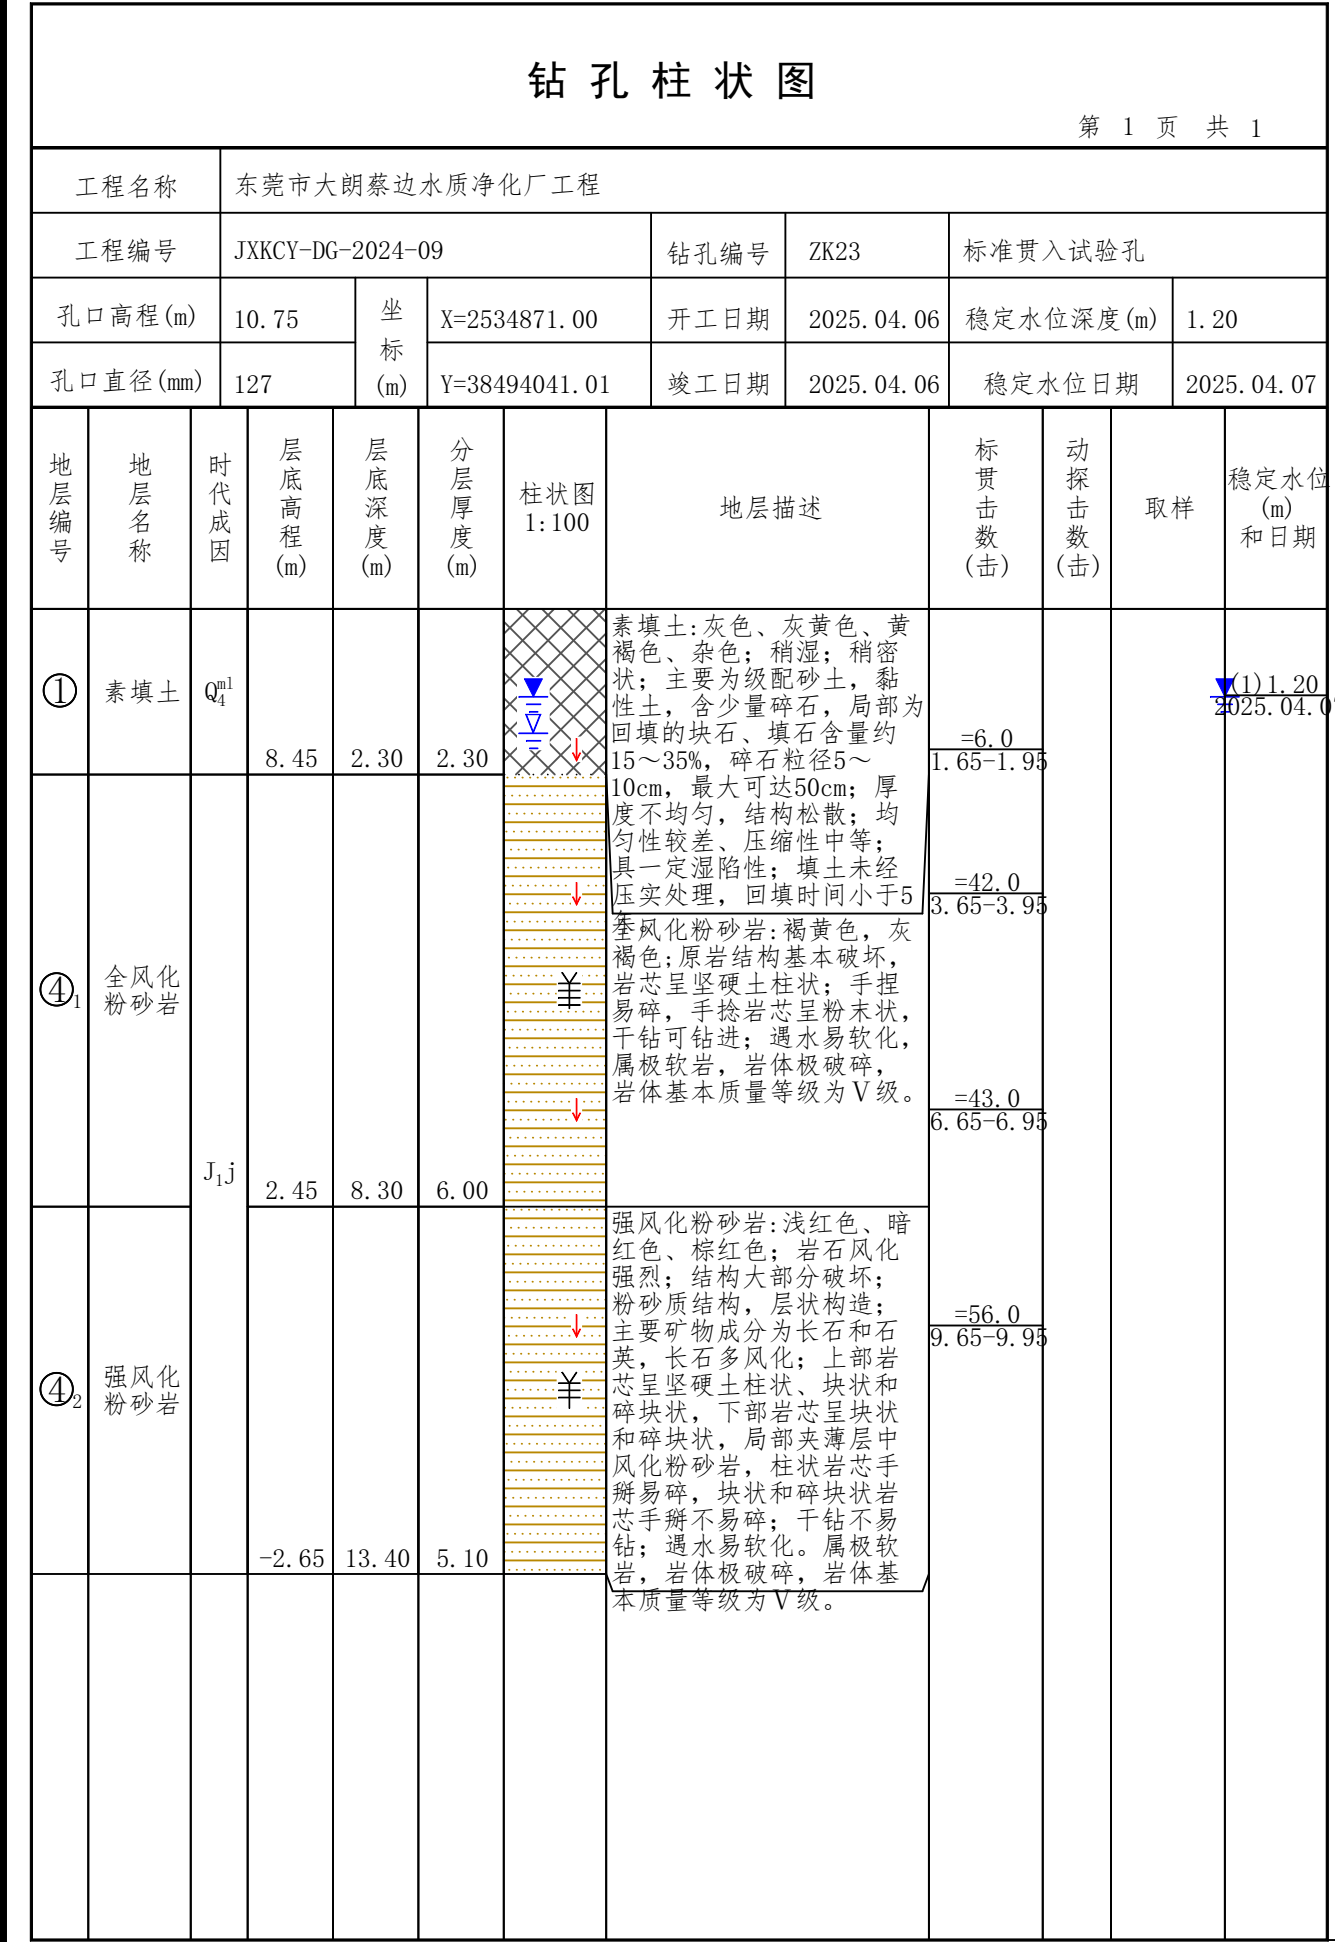 钻孔柱状图
第 1 页 共 1
工程名称 东莞市大朗蔡边水质净化厂工程
工程编号 JXKCY-DG-2024-09 钻孔编号 ZK23 标准贯入试验孔
孔口高程(m) 10.75 坐标(m) X=2534871.00 开工日期 2025.04.06 稳定水位深度(m) 1.20
孔口直径(mm) 127 Y=38494041.01 竣工日期 2025.04.06 稳定水位日期 2025.04.07
地层编号 地层名称 时代成因 层底高程(m) 层底深度(m) 分层厚度(m) 柱状图 1:100 地层描述 标贯击数(击) 动探击数(击) 取样 稳定水位(m)和日期
① 素填土 Q4ml 8.45 2.30 2.30
素填土:灰色、灰黄色、黄
褐色、杂色；稍湿；稍密
状；主要为级配砂土，黏
性土，含少量碎石，局部为
回填的块石、填石含量约
15～35%，碎石粒径5～
10cm，最大可达50cm；厚
度不均匀，结构松散；均
匀性较差、压缩性中等；
具一定湿陷性；填土未经
压实处理，回填时间小于5
年。
=6.0
1.65-1.95
(1)1.20
2025.04.0
④1 全风化粉砂岩 J1j 2.45 8.30 6.00
全风化粉砂岩:褐黄色，灰
褐色;原岩结构基本破坏，
岩芯呈坚硬土柱状；手捏
易碎，手捻岩芯呈粉末状，
干钻可钻进；遇水易软化，
属极软岩，岩体极破碎，
岩体基本质量等级为Ⅴ级。
=42.0
3.65-3.95
=43.0
6.65-6.95
④2 强风化粉砂岩 -2.65 13.40 5.10
强风化粉砂岩:浅红色、暗
红色、棕红色；岩石风化
强烈；结构大部分破坏；
粉砂质结构，层状构造；
主要矿物成分为长石和石
英，长石多风化；上部岩
芯呈坚硬土柱状、块状和
碎块状，下部岩芯呈块状
和碎块状，局部夹薄层中
风化粉砂岩，柱状岩芯手
掰易碎，块状和碎块状岩
芯手掰不易碎；干钻不易
钻；遇水易软化。属极软
岩，岩体极破碎，岩体基
本质量等级为Ⅴ级。
=56.0
9.65-9.95